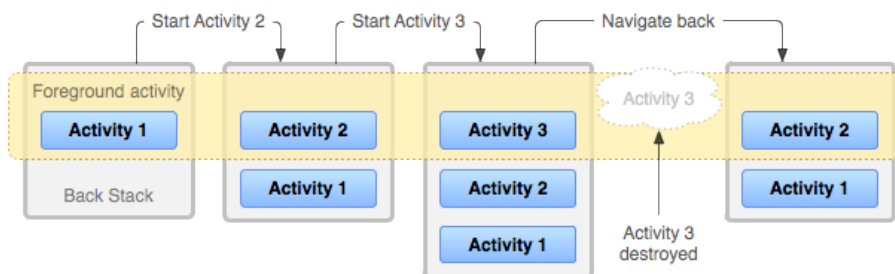 Start Activity 2
Start Activity 3
Navigate back
Foreground activity
Activity 3
Activity 1
Activity 2
Activity 3
Activity 2
Back Stack
Activity 1
Activity 2
Activity 1
Activity 1
Activity 3
destroyed